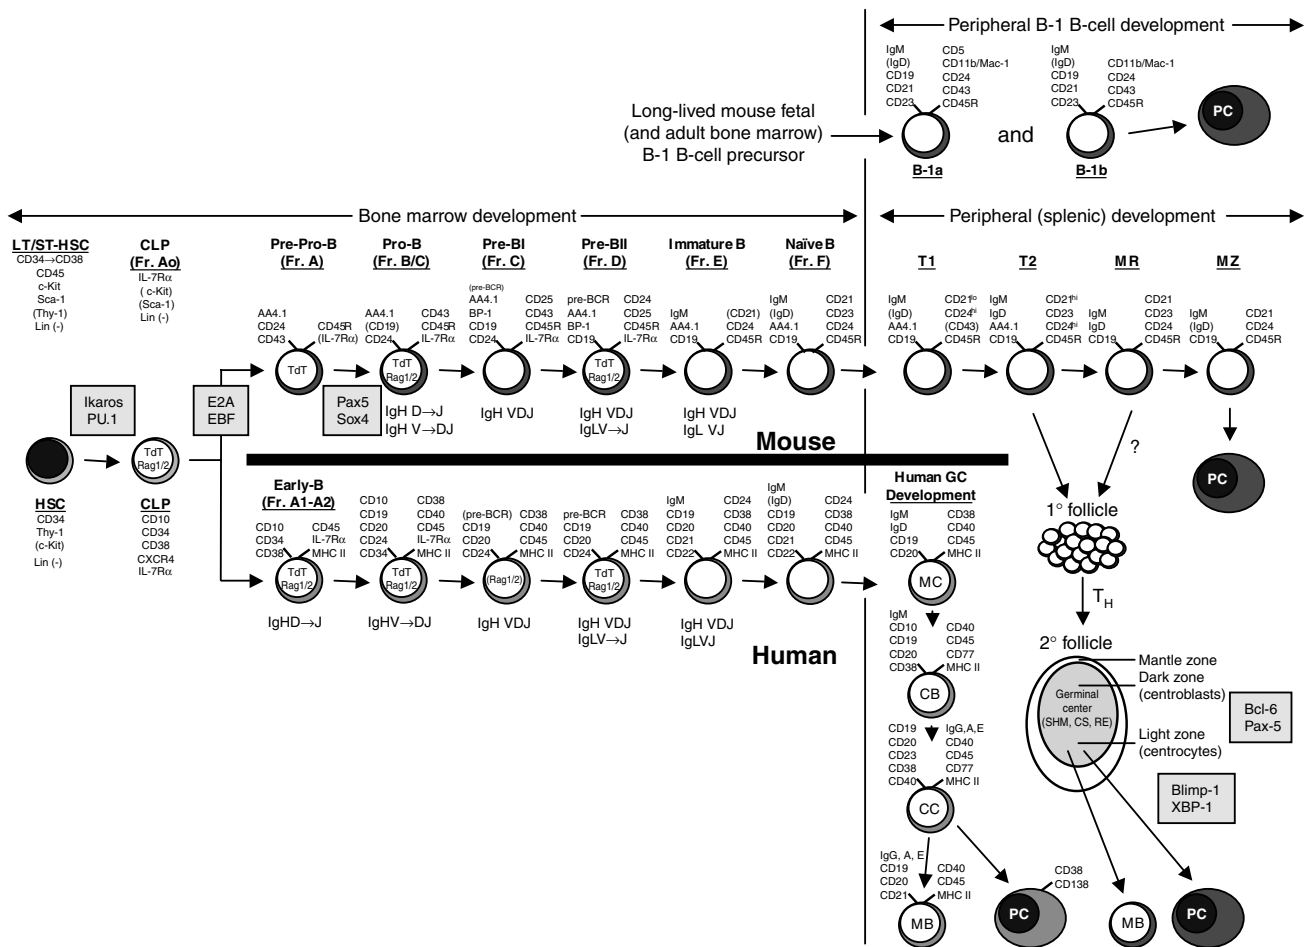 Peripheral B-1 B-cell development
IgM
(IgD)
CD19
CD21
CD23
CD5
CD11b/Mac-1
CD24
CD43
CD45R
IgM
(IgD)
CD19
CD21
CD23
CD11b/Mac-1
CD24
CD43
CD45R
PC
Long-lived mouse fetal
(and adult bone marrow)
B-1 B-cell precursor
and
B-1a
B-1b
Bone marrow development
Peripheral (splenic) development
LT/ST-HSC
CD34→CD38
CD45
c-Kit
Sca-1
(Thy-1)
Lin (-)
CLP
(Fr. Ao)
IL-7Rα
( c-Kit)
(Sca-1)
Lin (-)
Pre-Pro-B
(Fr. A)
AA4.1
CD24
CD43
CD45R
(IL-7Rα)
TdT
Pro-B
(Fr. B/C)
AA4.1
(CD19)
CD24
CD43
CD45R
IL-7Rα
TdT
Rag1/2
IgH D→J
IgH V→DJ
Pre-BI
(Fr. C)
(pre-BCR)
AA4.1
BP-1
CD19
CD24
CD25
CD43
CD45R
IL-7Rα
IgH VDJ
Pre-BII
(Fr. D)
pre-BCR
AA4.1
BP-1
CD19
CD24
CD25
CD45R
IL-7Rα
TdT
Rag1/2
IgH VDJ
IgLV→J
Immature B
(Fr. E)
IgM
AA4.1
CD19
(CD21)
CD24
CD45R
IgH VDJ
IgL VJ
Naïve B
(Fr. F)
IgM
(IgD)
AA4.1
CD19
CD21
CD23
CD24
CD45R
T1
IgM
(IgD)
AA4.1
CD19
CD21lo
CD24hi
(CD43)
CD45R
T2
IgM
IgD
AA4.1
CD19
CD21hi
CD23
CD24hi
CD45R
MR
IgM
IgD
CD19
CD21
CD23
CD24
CD45R
MZ
IgM
(IgD)
CD19
CD21
CD24
CD45R
Ikaros
PU.1
E2A
EBF
Pax5
Sox4
Mouse
TdT
Rag1/2
HSC
CD34
Thy-1
(c-Kit)
Lin (-)
CLP
CD10
CD34
CD38
CXCR4
IL-7Rα
Early-B
(Fr. A1-A2)
CD10
CD34
CD38
CD45
IL-7Rα
MHC II
TdT
Rag1/2
IgHD→J
CD10
CD19
CD20
CD24
CD34
CD38
CD40
CD45
IL-7Rα
MHC II
TdT
Rag1/2
IgHV→DJ
(pre-BCR)
CD19
CD20
CD24
CD38
CD40
CD45
MHC II
(Rag1/2)
IgH VDJ
pre-BCR
CD19
CD20
CD24
CD38
CD40
CD45
MHC II
TdT
Rag1/2
IgH VDJ
IgLV→J
IgM
CD19
CD20
CD21
CD22
CD24
CD38
CD40
CD45
MHC II
IgH VDJ
IgLVJ
IgM
(IgD)
CD19
CD20
CD21
CD22
CD24
CD38
CD40
CD45
MHC II
Human
Human GC
Development
IgM
IgD
CD19
CD20
CD38
CD40
CD45
MHC II
MC
IgM
CD10
CD19
CD20
CD38
CD40
CD45
CD77
MHC II
CB
CD19
CD20
CD23
CD38
CD40
IgG,A,E
CD40
CD45
CD77
MHC II
CC
IgG, A, E
CD19
CD20
CD21
CD40
CD45
MHC II
MB
CD38
CD138
PC
?
PC
1° follicle
TH
2° follicle
Mantle zone
Dark zone
(centroblasts)
Germinal
center
(SHM, CS, RE)
Light zone
(centrocytes)
Bcl-6
Pax-5
Blimp-1
XBP-1
MB
PC